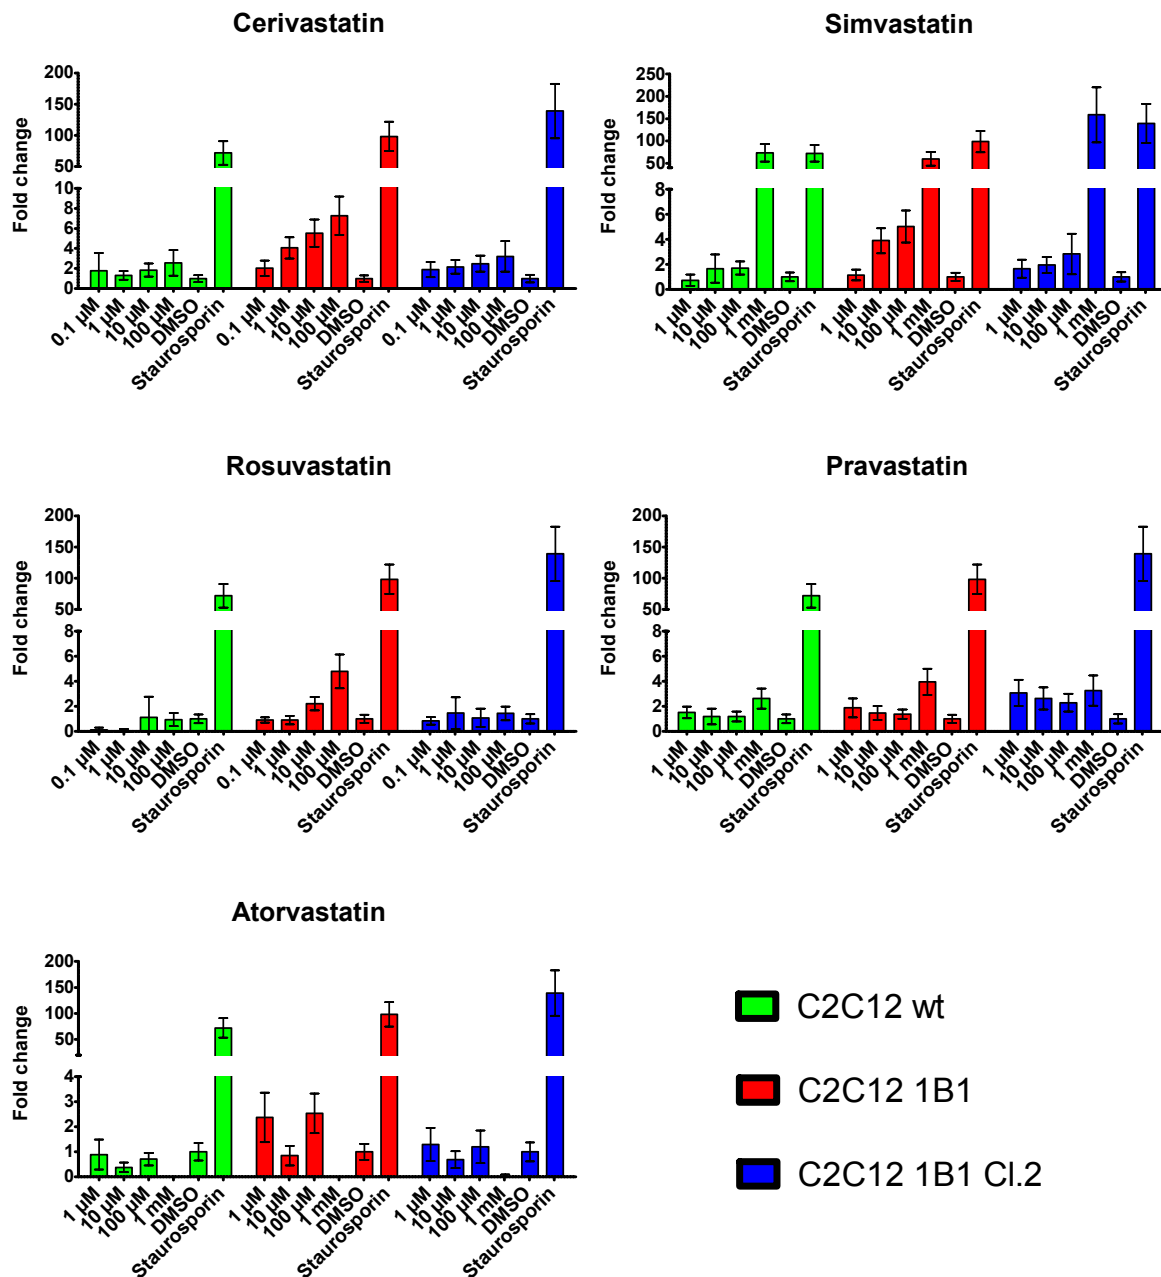 Cerivastatin
Fold change
200
150
100
50
10
8
6
4
2
0
0.1 µM
1 µM
10 µM
100 µM
DMSO
Staurosporin
0.1 µM
1 µM
10 µM
100 µM
DMSO
Staurosporin
0.1 µM
1 µM
10 µM
100 µM
DMSO
Staurosporin
Simvastatin
Fold change
250
200
150
100
50
8
6
4
2
0
1 µM
10 µM
100 µM
1 mM
DMSO
Staurosporin
1 µM
10 µM
100 µM
1 mM
DMSO
Staurosporin
1 µM
10 µM
100 µM
1 mM
DMSO
Staurosporin
Rosuvastatin
Fold change
200
150
100
50
8
6
4
2
0
0.1 µM
1 µM
10 µM
100 µM
DMSO
Staurosporin
0.1 µM
1 µM
10 µM
100 µM
DMSO
Staurosporin
0.1 µM
1 µM
10 µM
100 µM
DMSO
Staurosporin
Pravastatin
Fold change
200
150
100
50
8
6
4
2
0
1 µM
10 µM
100 µM
1 mM
DMSO
Staurosporin
1 µM
10 µM
100 µM
1 mM
DMSO
Staurosporin
1 µM
10 µM
100 µM
1 mM
DMSO
Staurosporin
Atorvastatin
Fold change
200
150
100
50
4
3
2
1
0
1 µM
10 µM
100 µM
1 mM
DMSO
Staurosporin
1 µM
10 µM
100 µM
1 mM
DMSO
Staurosporin
1 µM
10 µM
100 µM
1 mM
DMSO
Staurosporin
C2C12 wt
C2C12 1B1
C2C12 1B1 Cl.2